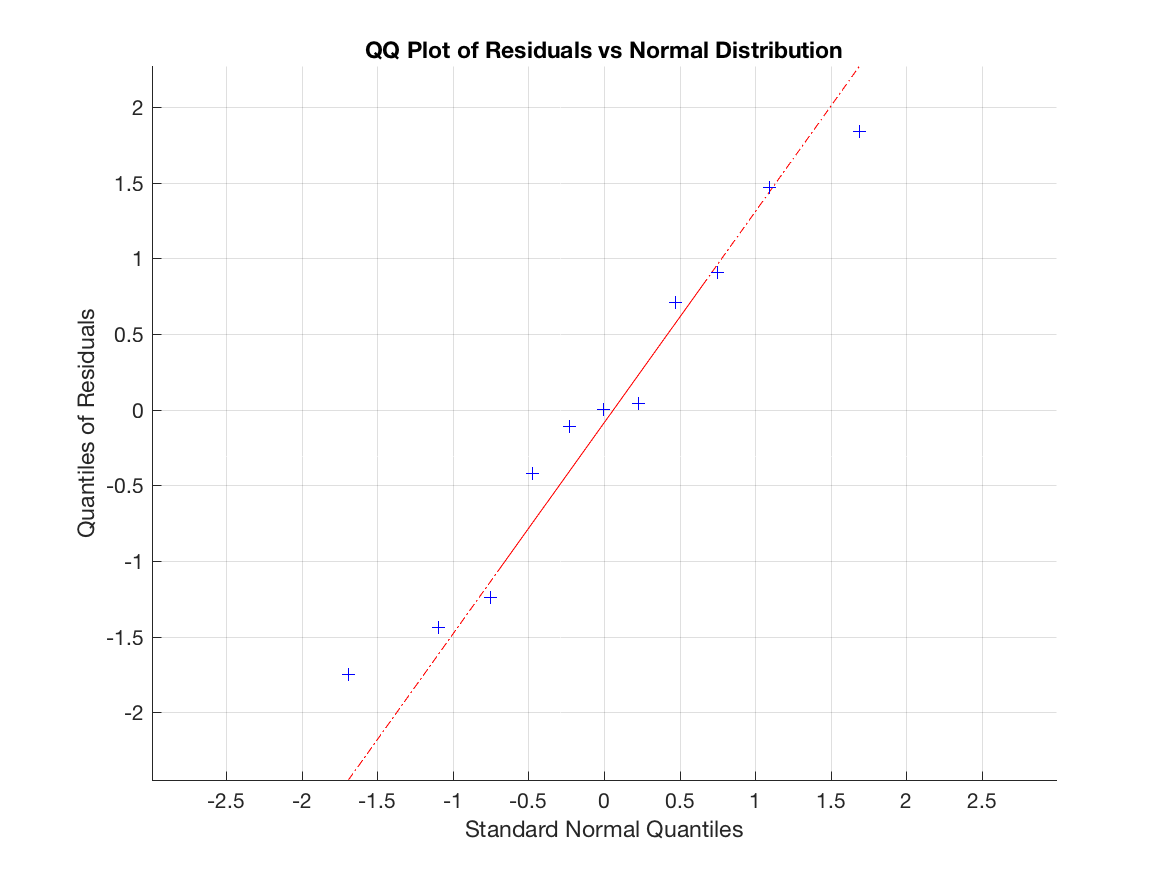 QQ Plot of Residuals vs Normal Distribution
2
1.5
1
0.5
0
-0.5
-1
-1.5
-2
Quantiles of Residuals
-2.5 -2 -1.5 -1 -0.5 0 0.5 1 1.5 2 2.5
Standard Normal Quantiles